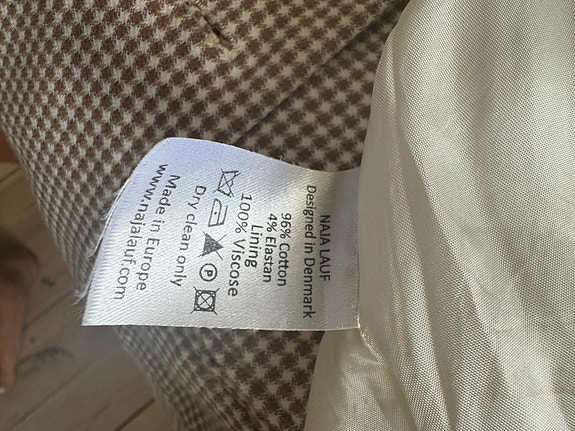 NAJA LAUF
Designed in Denmark
96% Cotton
4% Elastan
Lining
100% Viscose
P
Dry clean only
Made in Europe
www.najalauf.com